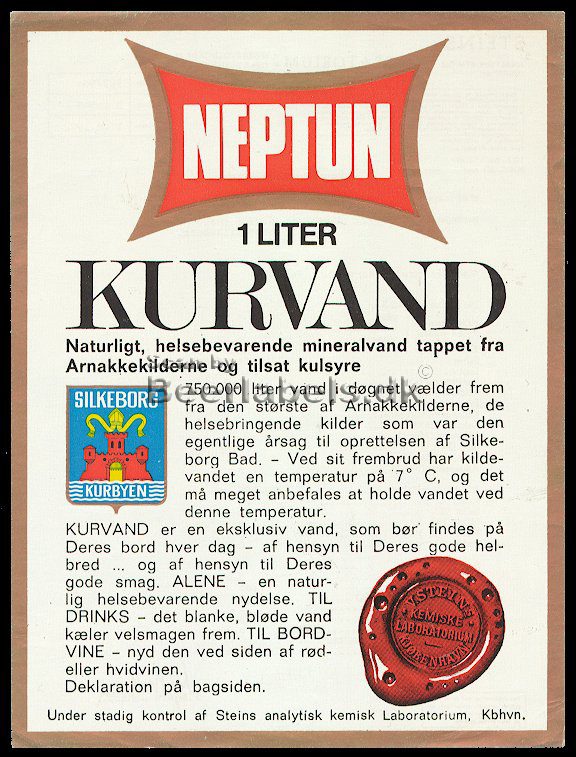 NEPTUN
1 LITER
KURVAND
Naturligt, helsebevarende mineralvand tappet fra
Arnakkekilderne og tilsat kulsyre
Scan by
Beerlabels.dk ©
SILKEBORG
KURBYEN
750.000 liter vand i døgnet vælder frem
fra den største af Arnakkekilderne, de
helsebringende kilder som var den
egentlige årsag til oprettelsen af Silke-
borg Bad. – Ved sit frembrud har kilde-
vandet en temperatur på 7° C, og det
må meget anbefales at holde vandet ved
denne temperatur.
KURVAND er en eksklusiv vand, som bør findes på
Deres bord hver dag – af hensyn til Deres gode hel-
bred ... og af hensyn til Deres
gode smag. ALENE – en natur-
lig helsebevarende nydelse. TIL
DRINKS – det blanke, bløde vand
kæler velsmagen frem. TIL BORD-
VINE – nyd den ved siden af rød-
eller hvidvinen.
Deklaration på bagsiden.
V. STEINS
KEMISKE
LABORATORIUM
KJØBENHAVN
Under stadig kontrol af Steins analytisk kemisk Laboratorium, Kbhvn.